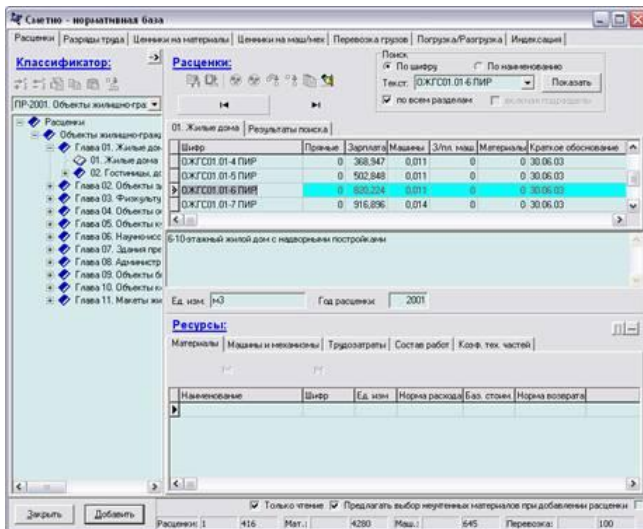 Сметно - нормативная база
Расценки Разряды труда Ценники на материалы Ценники на маш/мех Перевозка грузов Погрузка/Разгрузка Индексация
Классификатор:
ПР-2001. Объекты жилищно-гра:
Расценки
Объекты жилищно-гражд
Глава 01. Жилые дом
01. Жилые дома
02. Гостиницы, дс
Глава 02. Объекты з
Глава 03. Физкульту
Глава 04. Объекты о
Глава 05. Объекты к
Глава 06. Научно-исс
Глава 07. Здания пре
Глава 08. Администр
Глава 09. Объекты б
Глава 10. Объекты к
Глава 11. Макеты жи
Расценки:
Поиск
По шифру По наименованию
Текст: ОЖГС01.01-6 ПИР Показать
по всем разделам включая подразделы
01. Жилые дома Результаты поиска
Шифр Прямые Зарплата Машины З/пл. маш. Материалы Краткое обоснование
ОЖГС01.01-4 ПИР 0 368,947 0,011 0 0 30.06.03
ОЖГС01.01-5 ПИР 0 502,848 0,011 0 0 30.06.03
ОЖГС01.01-6 ПИР 0 820,224 0,011 0 0 30.06.03
ОЖГС01.01-7 ПИР 0 916,896 0,014 0 0 30.06.03
6-10-этажный жилой дом с надворными постройками
Ед. изм: м3 Год расценки: 2001
Ресурсы:
Материалы Машины и механизмы Трудозатраты Состав работ Коэф. тех. частей
Наименование Шифр Ед. изм Норма расхода Баз. стоим. Норма возврата
Закрыть Добавить
Только чтение Предлагать выбор неучтенных материалов при добавлении расценки
Расценки: 1 416 Мат.: 4280 Маш.: 645 Перевозка: 100